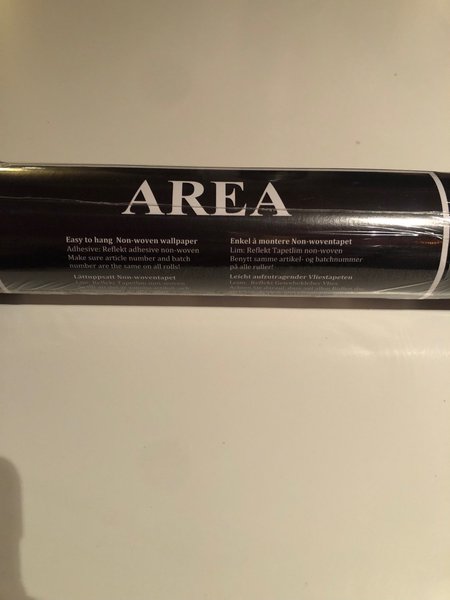 AREA
Easy to hang Non-woven wallpaper
Adhesive: Reflekt adhesive non-woven
Make sure article number and batch
number are the same on all rolls!
Enkel å montere Non-woventapet
Lim: Reflekt Tapetlim non-woven
Benytt samme artikel- og batchnummer
på alle ruller!
Lättuppsatt Non-woventapet
Leicht aufzutragender Vliestapeten